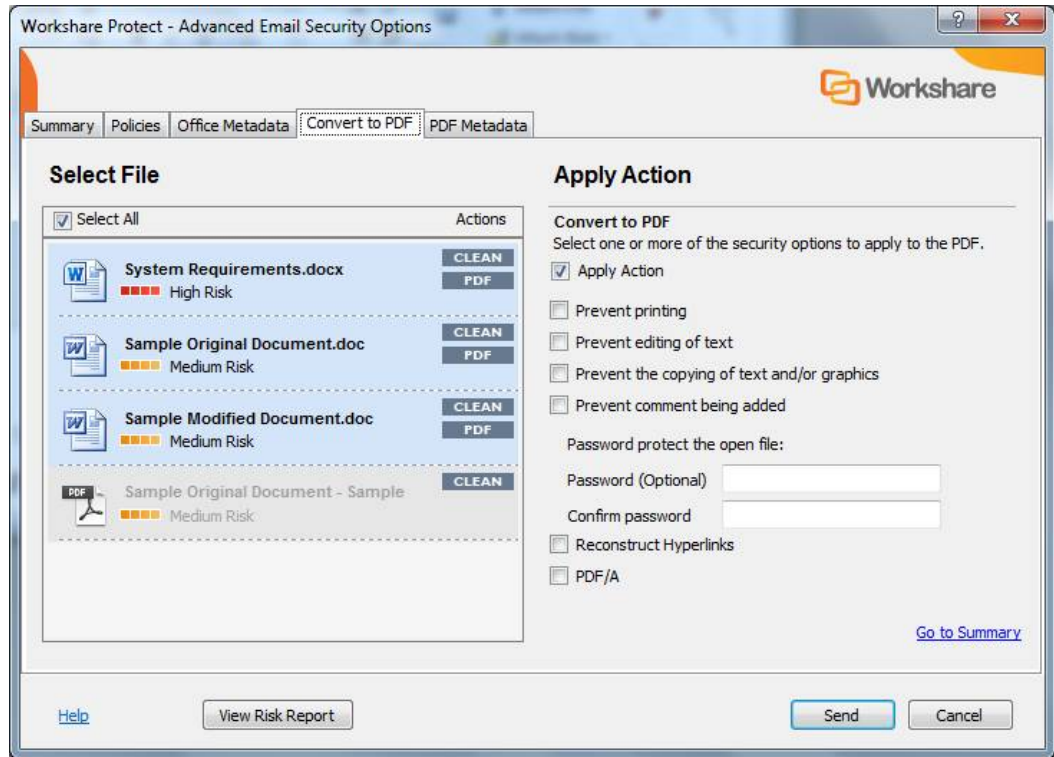 Workshare Protect - Advanced Email Security Options
?
X
Workshare
Summary Policies Office Metadata Convert to PDF PDF Metadata
Select File
Select All Actions
W System Requirements.docx CLEAN
High Risk PDF
W Sample Original Document.doc CLEAN
Medium Risk PDF
W Sample Modified Document.doc CLEAN
Medium Risk PDF
PDF Sample Original Document - Sample CLEAN
Medium Risk
Apply Action
Convert to PDF
Select one or more of the security options to apply to the PDF.
Apply Action
Prevent printing
Prevent editing of text
Prevent the copying of text and/or graphics
Prevent comment being added
Password protect the open file:
Password (Optional)
Confirm password
Reconstruct Hyperlinks
PDF/A
Go to Summary
Help View Risk Report Send Cancel